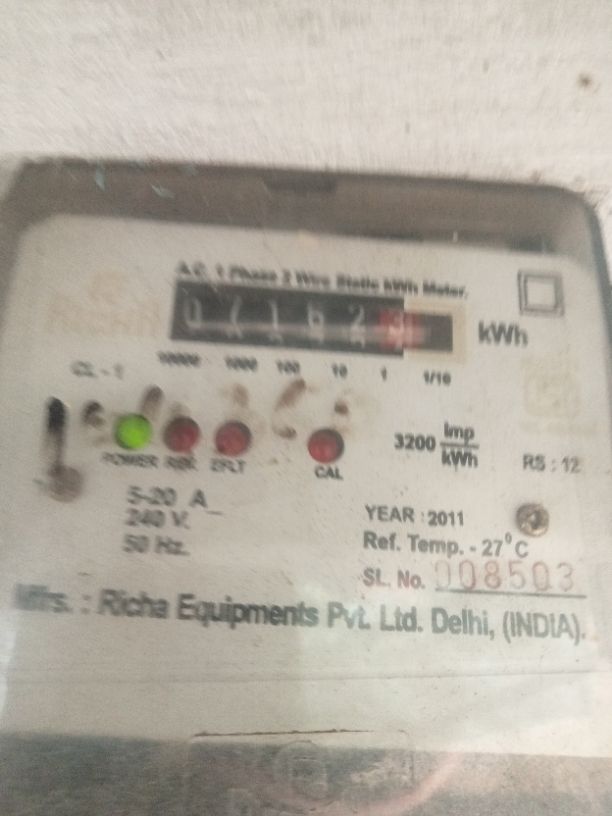 A.C. 1 Phase 2 Wire Static kWh Meter.
071623 kWh
10000 1000 100 10 1 1/10
CL - 1
3200 Imp/kWh
RS : 12
POWER REV. EFLT CAL
5-20 A
240 V.
50 Hz.
YEAR : 2011
Ref. Temp. - 27°C
SL. No. 008503
Mfrs. : Richa Equipments Pvt. Ltd. Delhi, (INDIA).